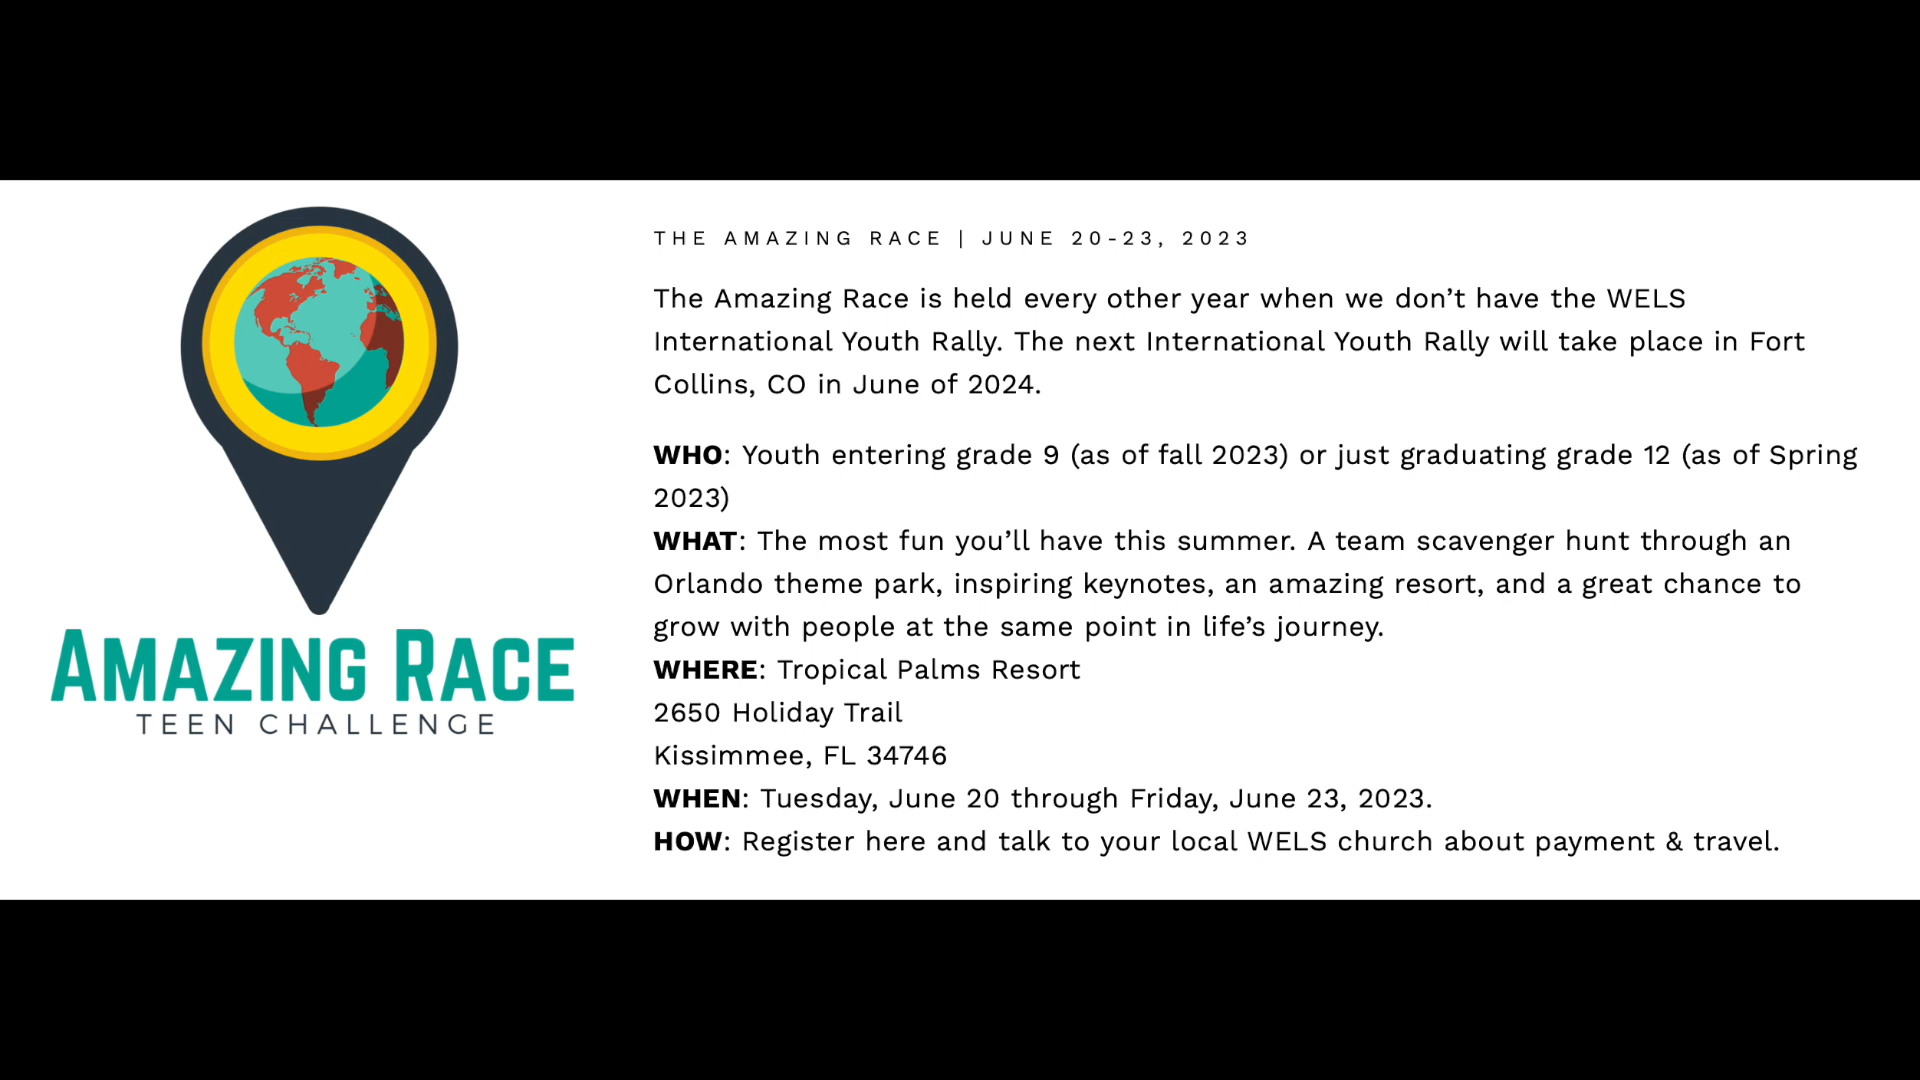 THE AMAZING RACE | JUNE 20-23, 2023
The Amazing Race is held every other year when we don’t have the WELS
International Youth Rally. The next International Youth Rally will take place in Fort
Collins, CO in June of 2024.
WHO: Youth entering grade 9 (as of fall 2023) or just graduating grade 12 (as of Spring
2023)
WHAT: The most fun you’ll have this summer. A team scavenger hunt through an
Orlando theme park, inspiring keynotes, an amazing resort, and a great chance to
grow with people at the same point in life’s journey.
WHERE: Tropical Palms Resort
2650 Holiday Trail
Kissimmee, FL 34746
WHEN: Tuesday, June 20 through Friday, June 23, 2023.
HOW: Register here and talk to your local WELS church about payment & travel.
AMAZING RACE
TEEN CHALLENGE